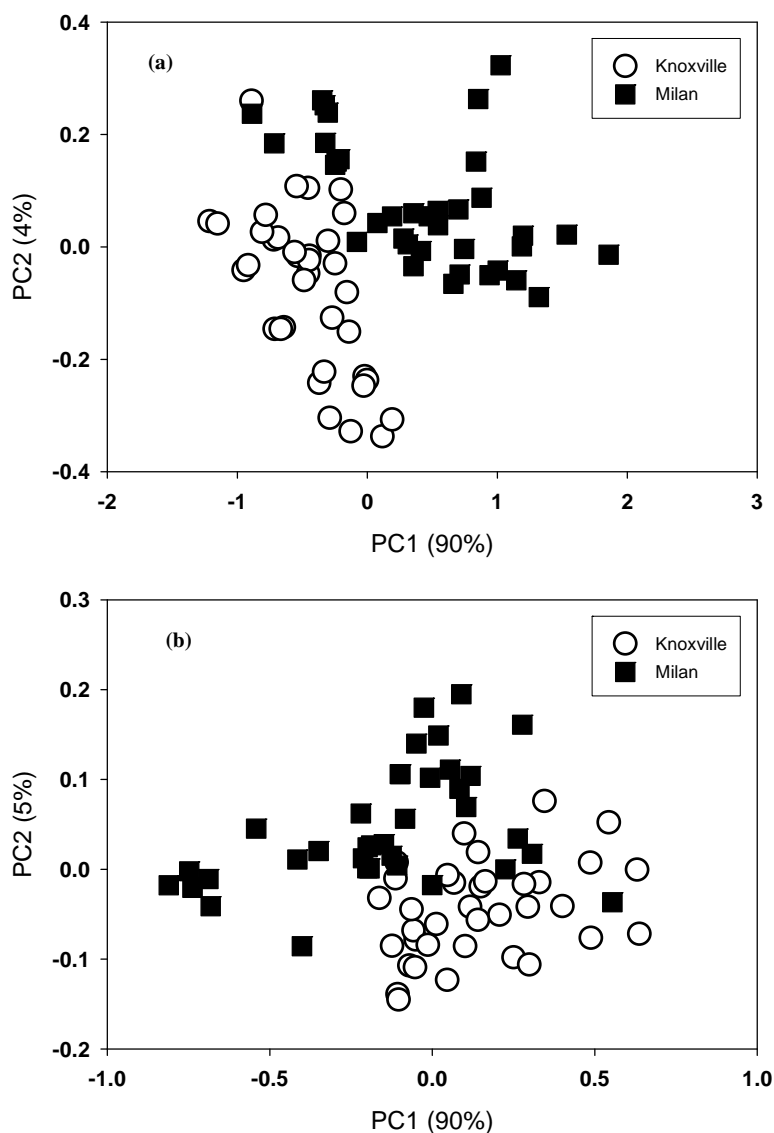 0.4
(a)
Knoxville
Milan
0.2
PC2 (4%)
0.0
-0.2
-0.4
-2 -1 0 1 2 3
PC1 (90%)
0.3
(b)
Knoxville
Milan
0.2
0.1
PC2 (5%)
0.0
-0.1
-0.2
-1.0 -0.5 0.0 0.5 1.0
PC1 (90%)